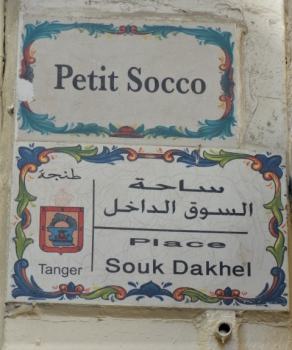 Petit Socco
طنجة
ساحة
السوق الداخل
Place
Tanger
Souk Dakhel